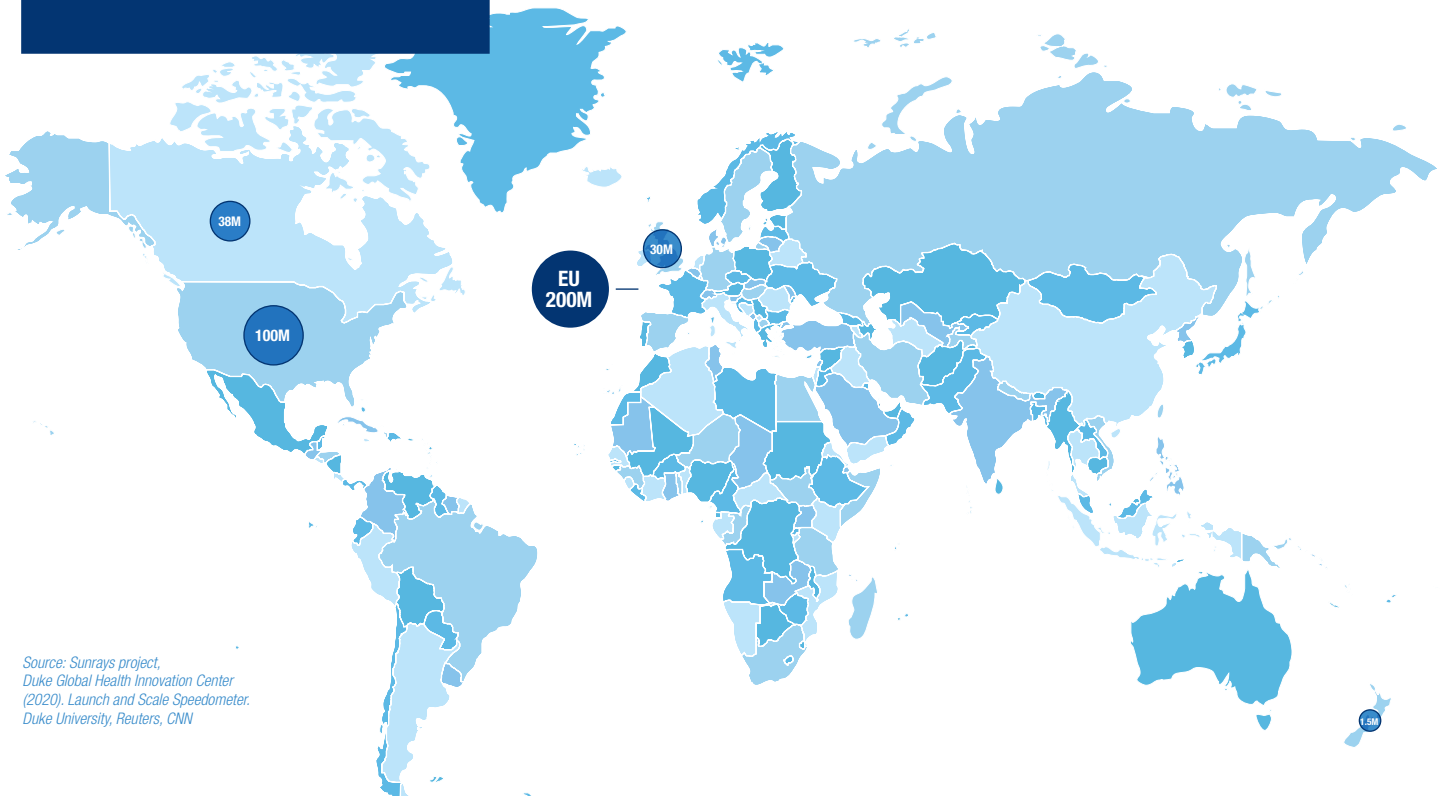 38M
30M
EU
200M
100M
Source: Sunrays project,
Duke Global Health Innovation Center
(2020). Launch and Scale Speedometer.
Duke University, Reuters, CNN
1.5M